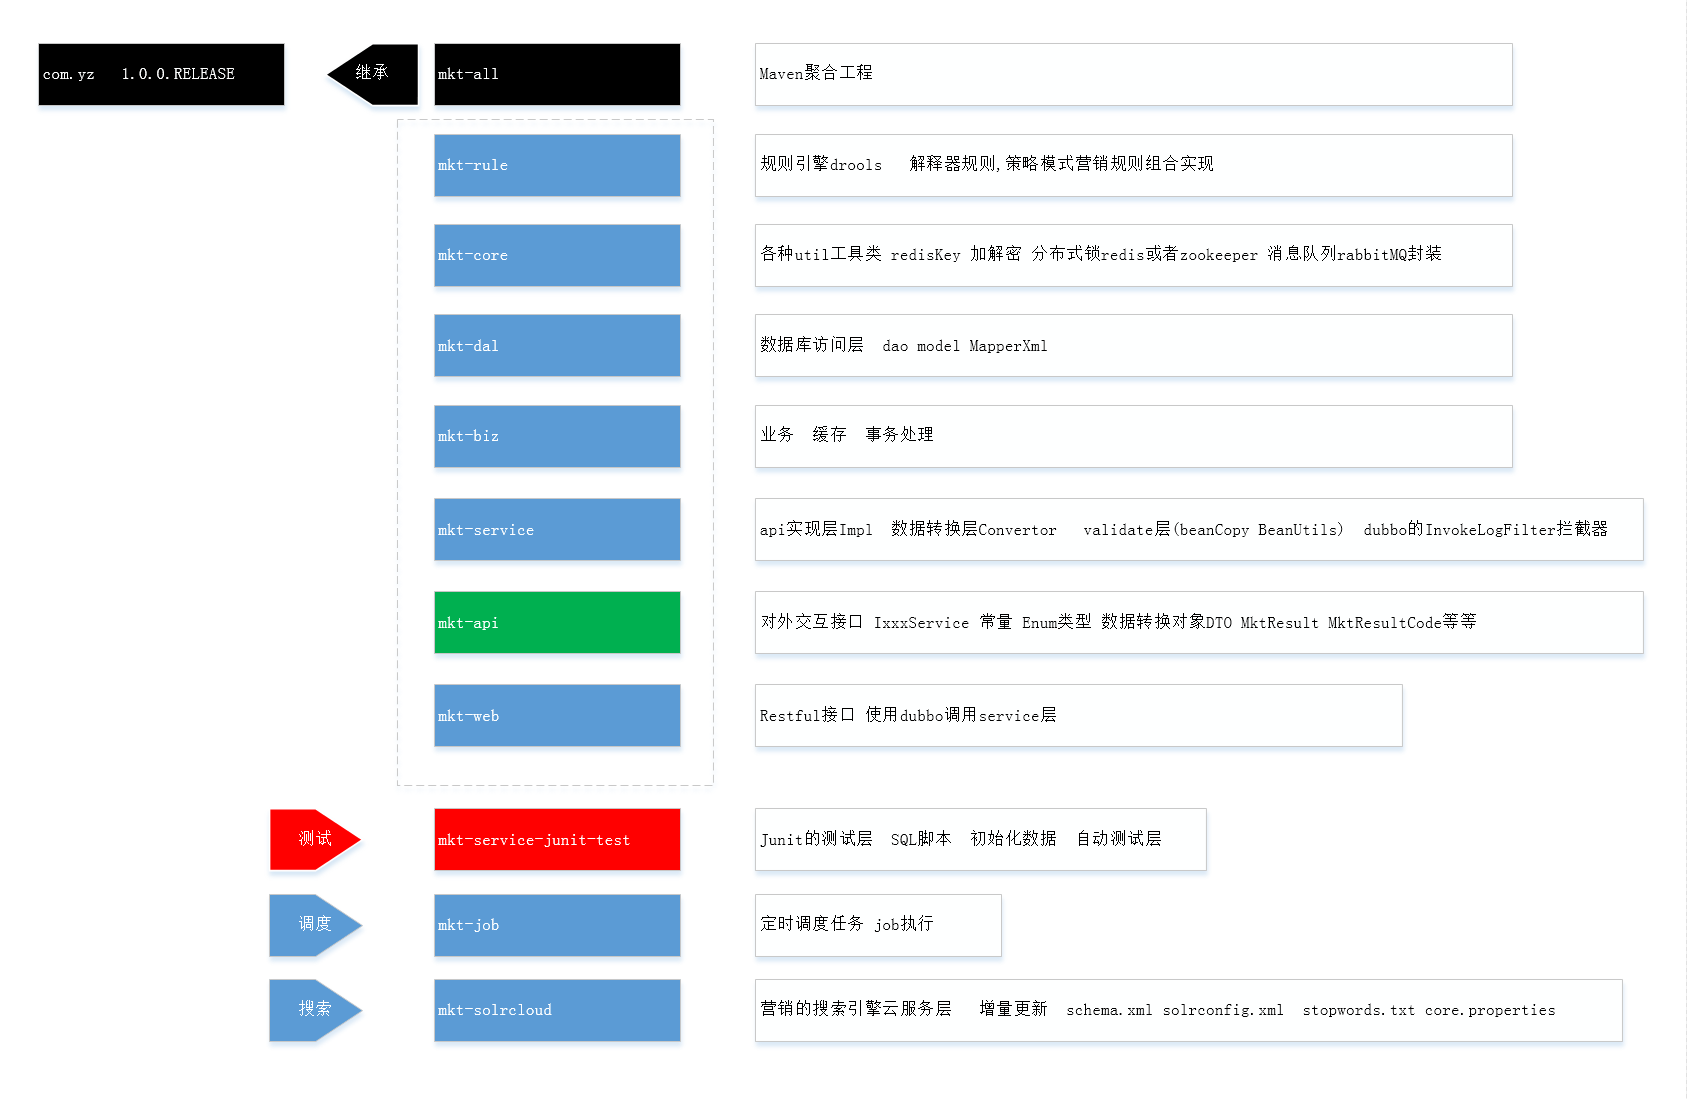 com.yz   1.0.0.RELEASE
继承
mkt-all
Maven聚合工程
mkt-rule
规则引擎drools   解释器规则,策略模式营销规则组合实现
mkt-core
各种util工具类 redisKey 加解密 分布式锁redis或者zookeeper 消息队列rabbitMQ封装
mkt-dal
数据库访问层  dao model MapperXml
mkt-biz
业务  缓存  事务处理
mkt-service
api实现层Impl  数据转换层Convertor   validate层(beanCopy BeanUtils)  dubbo的InvokeLogFilter拦截器
mkt-api
对外交互接口 IxxxService 常量 Enum类型 数据转换对象DTO MktResult MktResultCode等等
mkt-web
Restful接口 使用dubbo调用service层
测试
mkt-service-junit-test
Junit的测试层  SQL脚本  初始化数据  自动测试层
调度
mkt-job
定时调度任务 job执行
搜索
mkt-solrcloud
营销的搜索引擎云服务层   增量更新  schema.xml solrconfig.xml  stopwords.txt core.properties